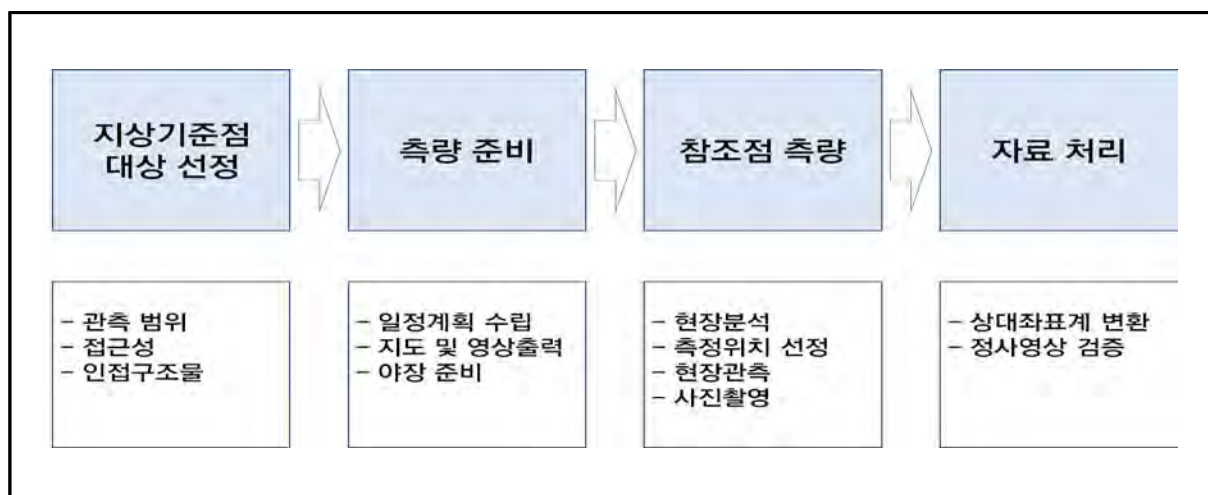 지상기준점
대상 선정
측량 준비
참조점 측량
자료 처리
– 관측 범위
– 접근성
– 인접구조물
– 일정계획 수립
– 지도 및 영상출력
– 야장 준비
– 현장분석
– 측정위치 선정
– 현장관측
– 사진촬영
– 상대좌표계 변환
– 정사영상 검증